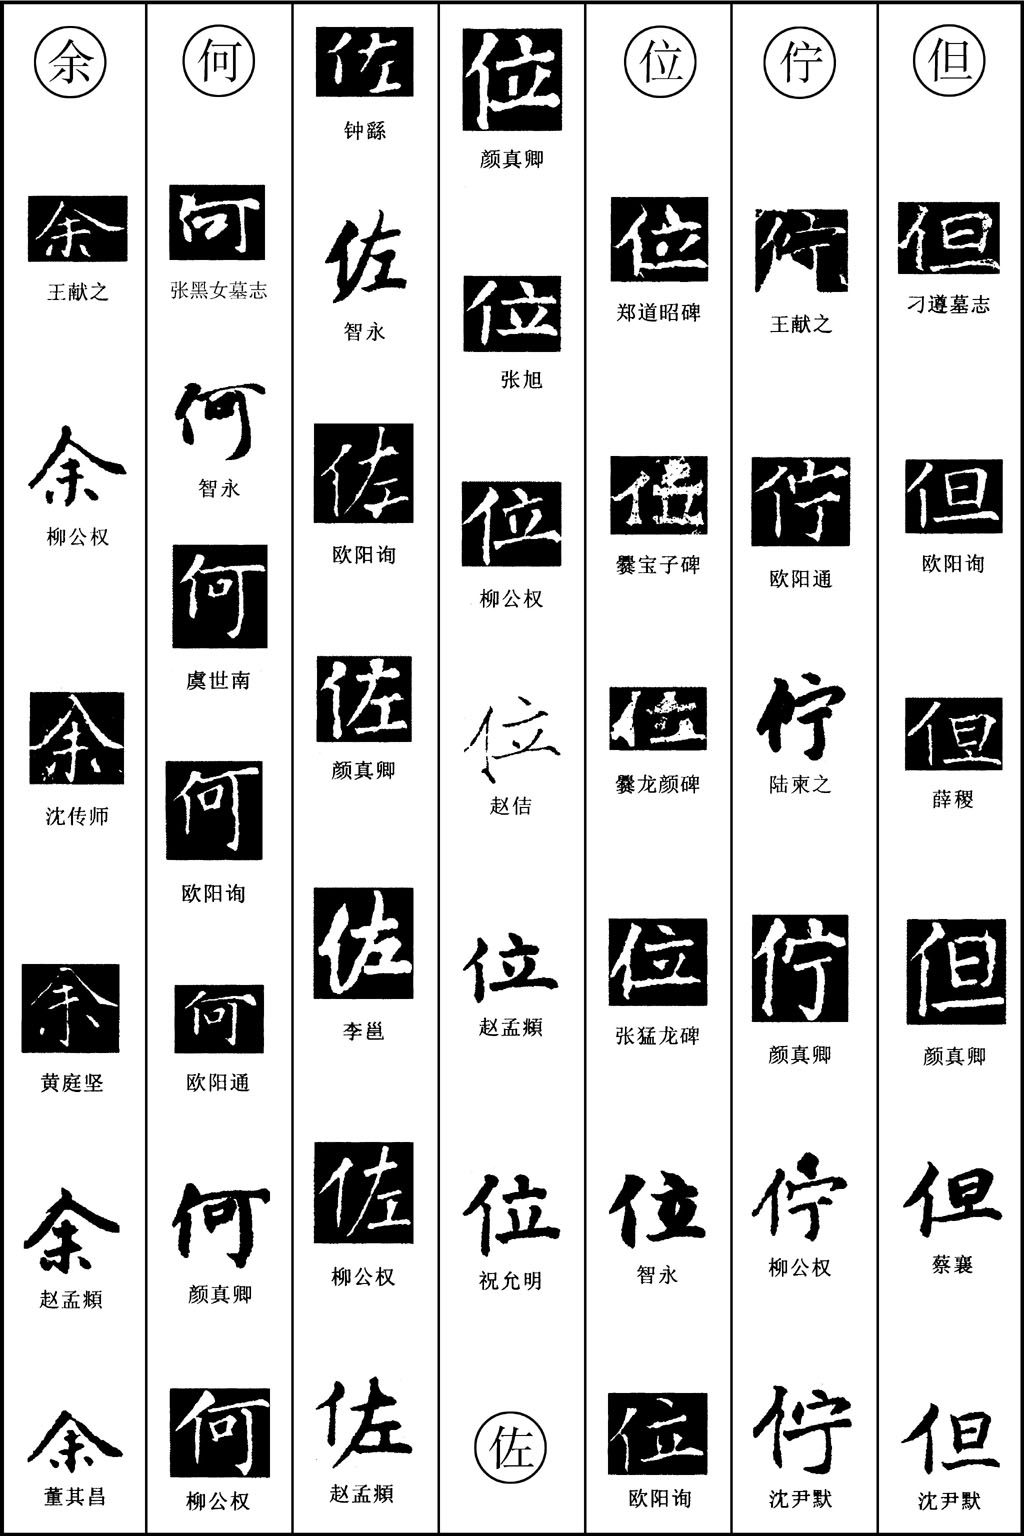 但
但
刁遵墓志
但
欧阳询
但
薛稷
但
颜真卿
但
蔡襄
但
沈尹默
佇
佇
王献之
佇
欧阳通
佇
陆柬之
佇
颜真卿
佇
柳公权
佇
沈尹默
位
位
郑道昭碑
位
爨宝子碑
位
爨龙颜碑
位
张猛龙碑
位
智永
位
欧阳询
位
颜真卿
位
张旭
位
柳公权
位
赵佶
位
赵孟頫
位
祝允明
佐
佐
钟繇
佐
智永
佐
欧阳询
佐
颜真卿
佐
李邕
佐
柳公权
佐
赵孟頫
何
何
张黑女墓志
何
智永
何
虞世南
何
欧阳询
何
欧阳通
何
颜真卿
何
柳公权
余
余
王献之
余
柳公权
余
沈传师
余
黄庭坚
余
赵孟頫
余
董其昌